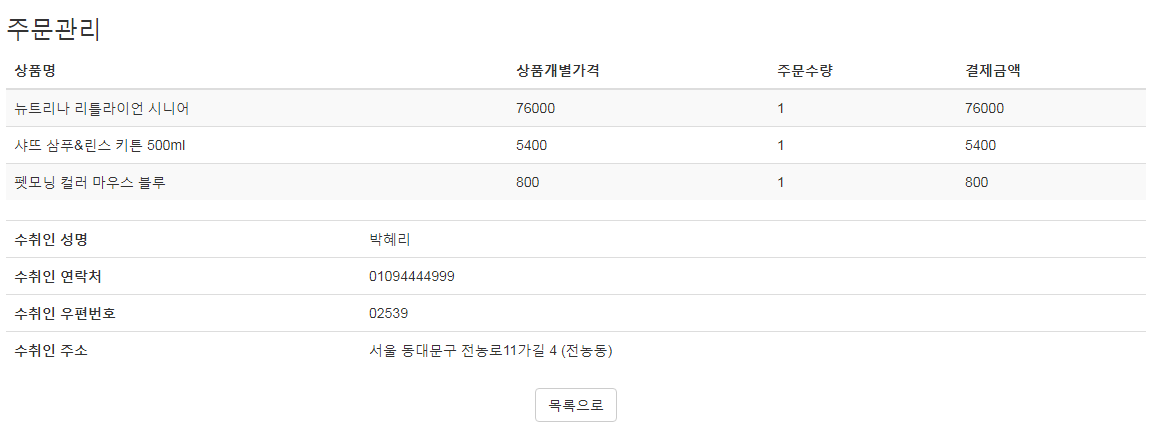 주문관리
상품명 상품개별가격 주문수량 결제금액
뉴트리나 리틀라이언 시니어 76000 1 76000
샤뜨 삼푸&린스 키튼 500ml 5400 1 5400
펫모닝 컬러 마우스 블루 800 1 800
수취인 성명 박혜리
수취인 연락처 01094444999
수취인 우편번호 02539
수취인 주소 서울 동대문구 전농로11가길 4 (전농동)
목록으로